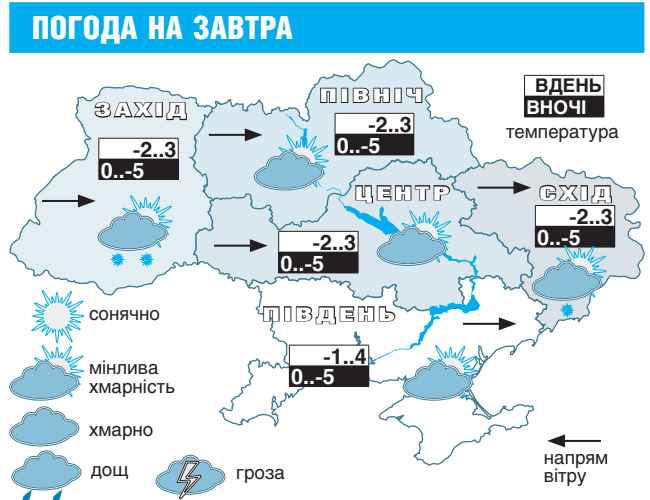 ПОГОДА НА ЗАВТРА
ЗАХІД
-2..3
0..-5
ПІВНІЧ
-2..3
0..-5
ВДЕНЬ
ВНОЧІ
температура
ЦЕНТР
-2..3
0..-5
СХІД
-2..3
0..-5
ПІВДЕНЬ
-1..4
0..-5
сонячно
мінлива
хмарність
хмарно
дощ
гроза
напрям
вітру